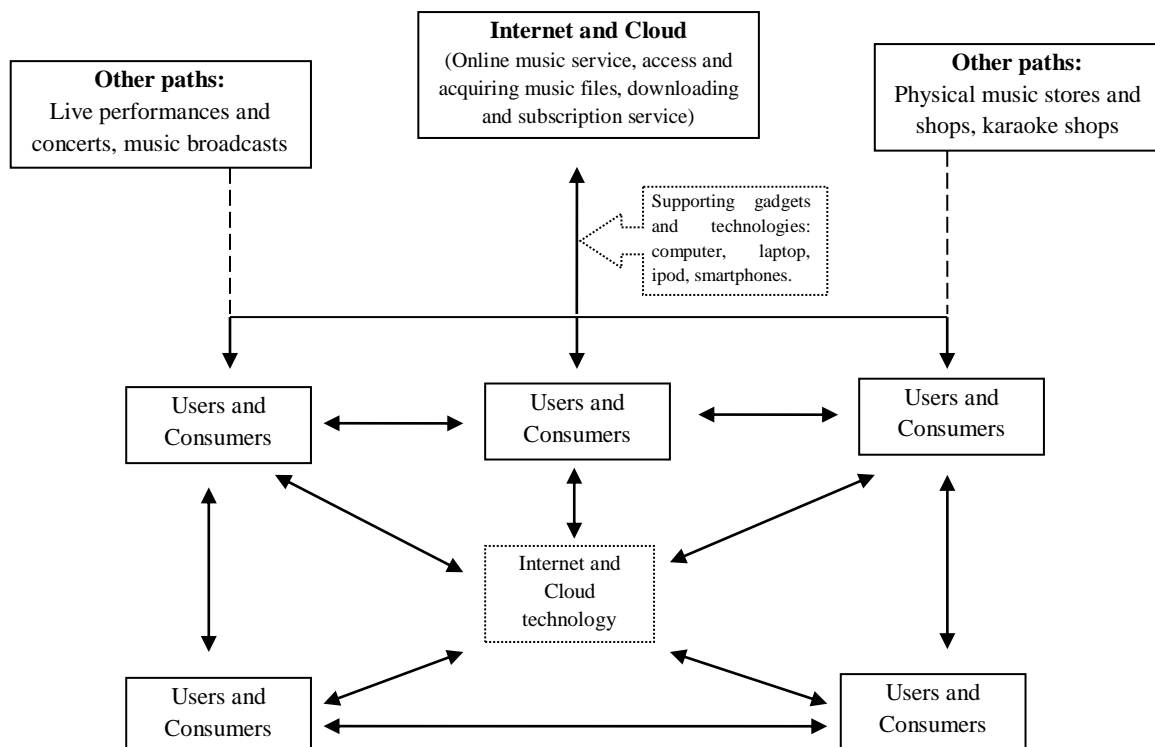 Other paths:
Live performances and
concerts, music broadcasts
Internet and Cloud
(Online music service, access and
acquiring music files, downloading
and subscription service)
Other paths:
Physical music stores and
shops, karaoke shops
Supporting gadgets
and technologies:
computer, laptop,
ipod, smartphones.
Users and
Consumers
Users and
Consumers
Users and
Consumers
Internet and
Cloud
technology
Users and
Consumers
Users and
Consumers